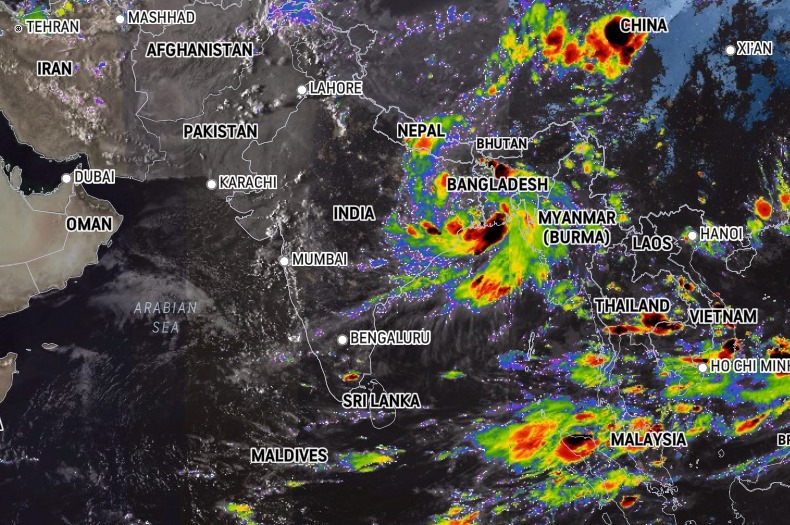 MASHHAD
CHINA
TEHRAN
AFGHANISTAN
XI'AN
IRAN
LAHORE
PAKISTAN
NEPAL
BHUTAN
DUBAI
KARACHI
BANGLADESH
OMAN
INDIA
MYANMAR
(BURMA)
LAOS
HANOI
MUMBAI
ARABIAN
SEA
THAILAND
VIETNAM
BENGALURU
HO CHI MINH
SRI LANKA
MALDIVES
MALAYSIA
BR